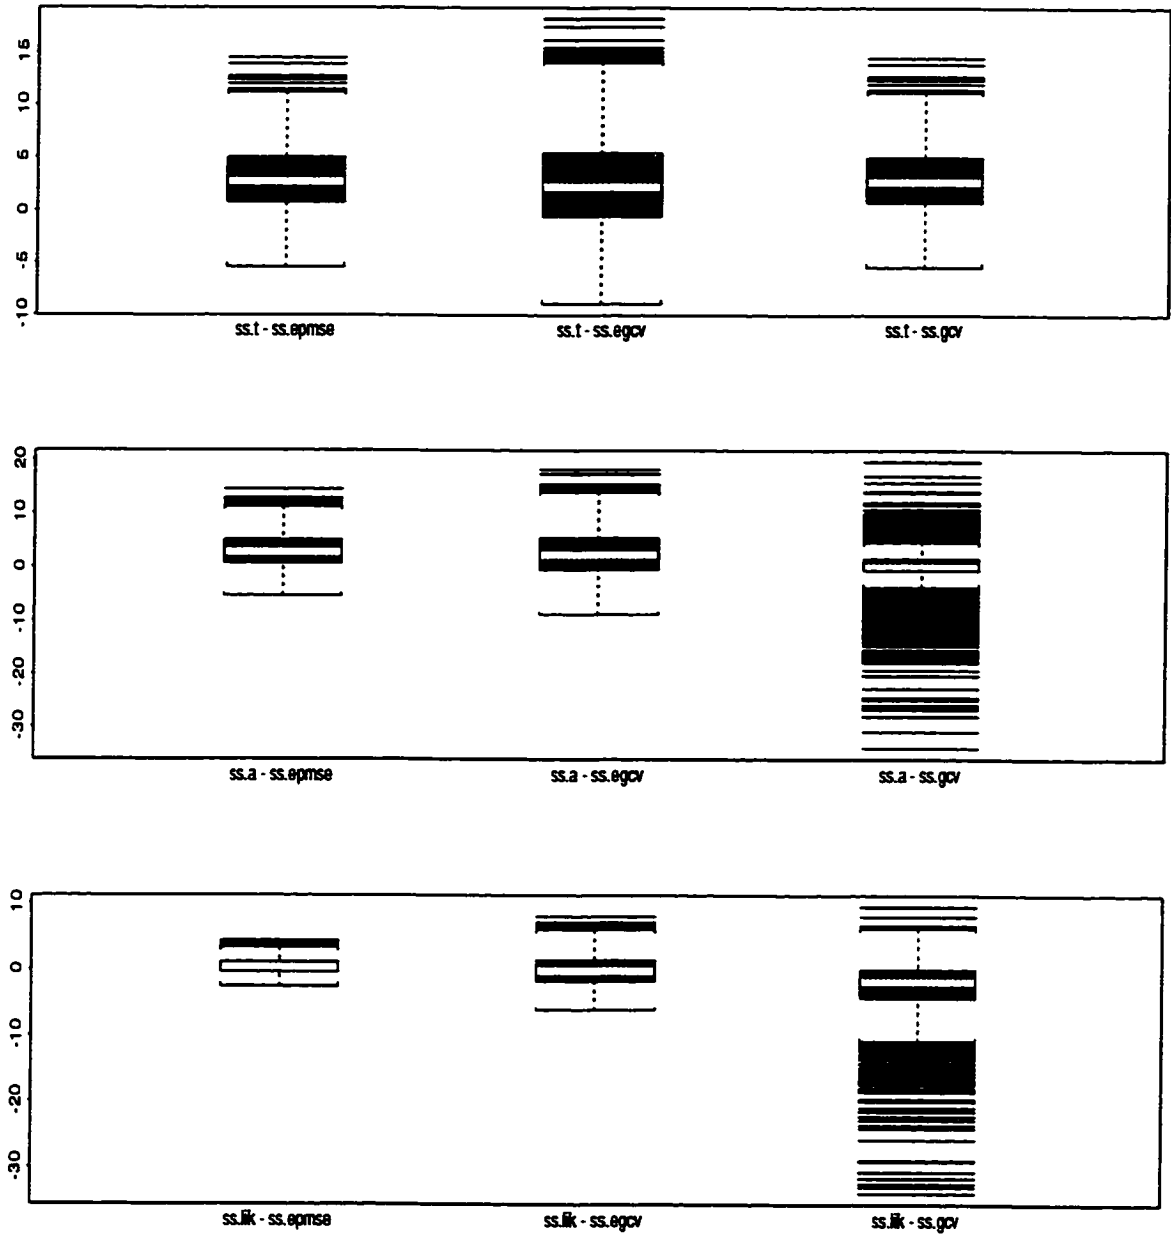 15
10
5
0
-5
-10
ss.t - ss.epmse
ss.t - ss.egcv
ss.t - ss.gcv
20
10
0
-10
-20
-30
ss.a - ss.epmse
ss.a - ss.egcv
ss.a - ss.gcv
10
0
-10
-20
-30
ss.lik - ss.epmse
ss.lik - ss.egcv
ss.lik - ss.gcv